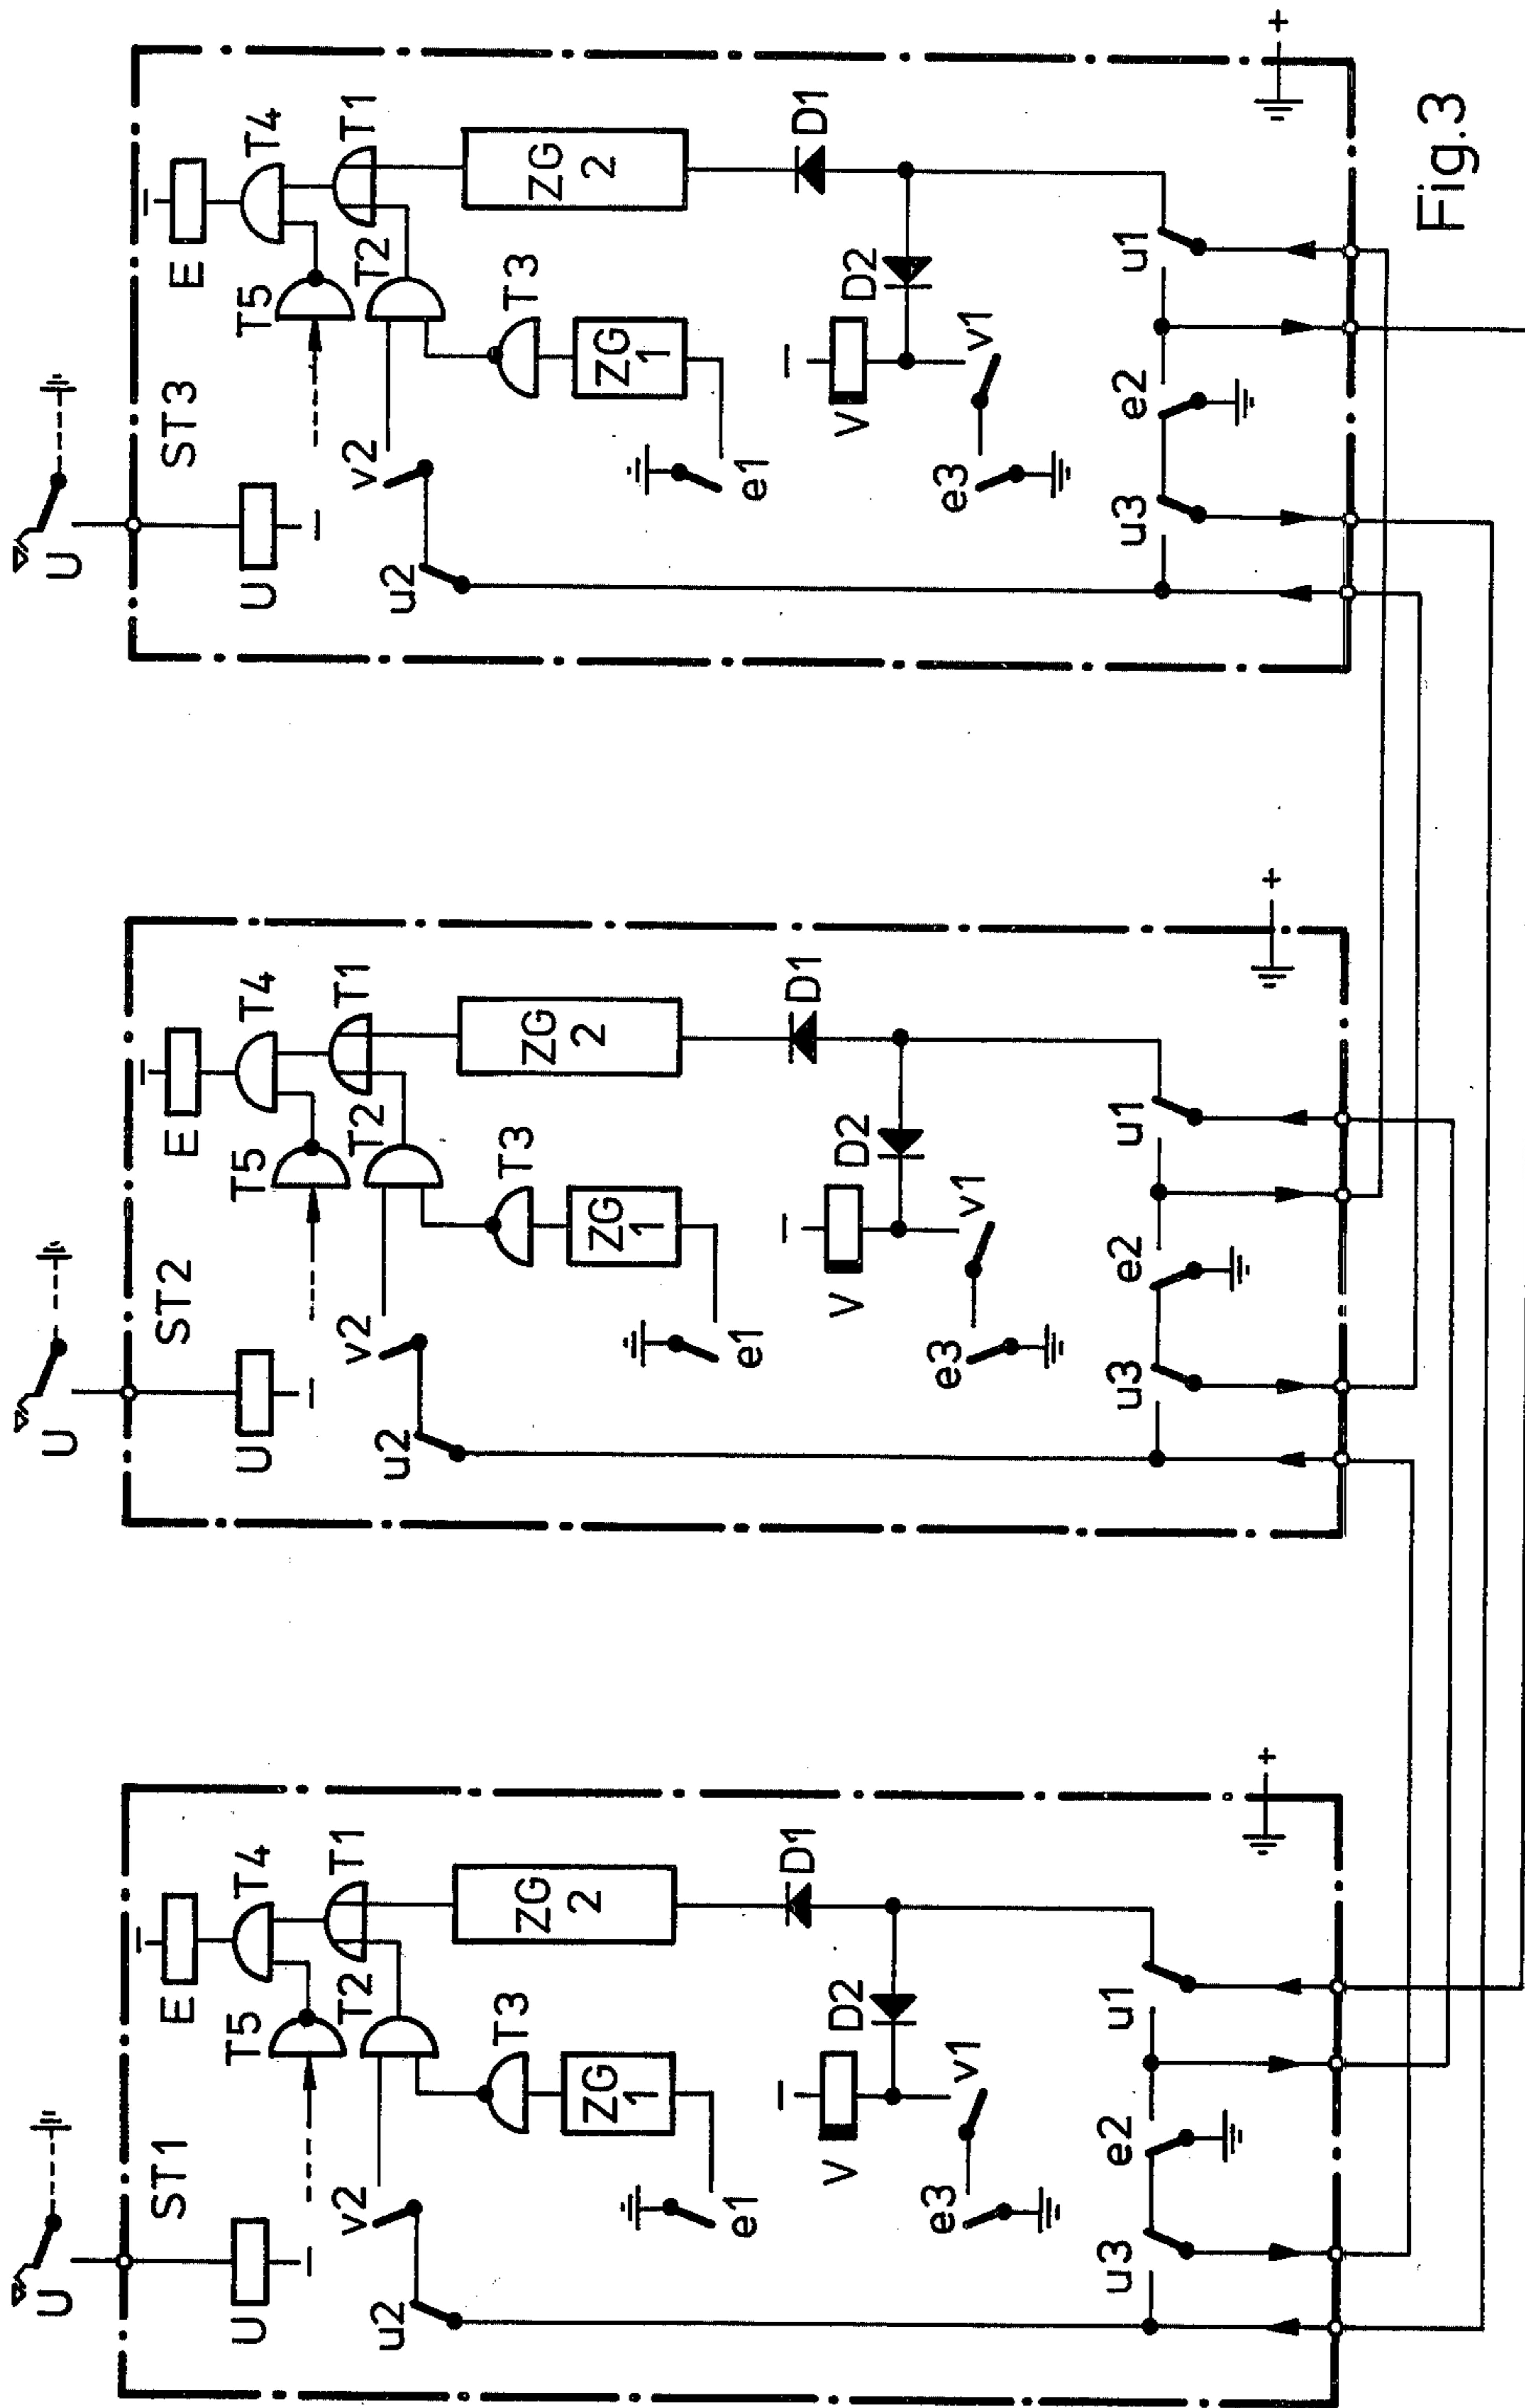 U
ST1
E
U
T5
T4
T2
T1
v2
u2
T3
ZG
1
ZG
2
e1
D1
V
D2
e3
v1
u3
e2
u1
+
U
ST2
E
U
T5
T4
T2
T1
v2
u2
T3
ZG
1
ZG
2
e1
D1
V
D2
e3
v1
u3
e2
u1
+
U
ST3
E
U
T5
T4
T2
T1
v2
u2
T3
ZG
1
ZG
2
e1
D1
V
D2
e3
v1
u3
e2
u1
+
Fig.3